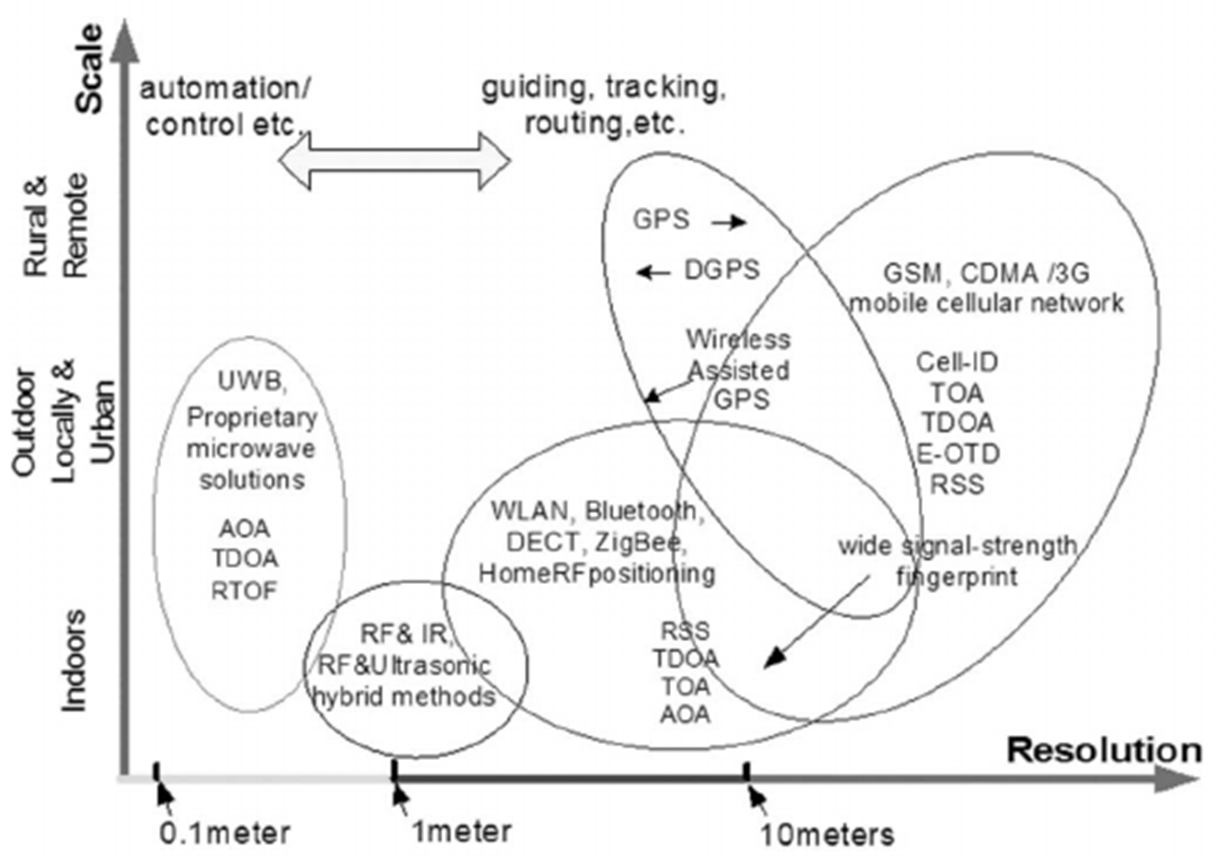 Scale
automation/
control etc.
guiding, tracking,
routing,etc.
Rural &
Remote
GPS
DGPS
GSM, CDMA /3G
mobile cellular network
Wireless
Assisted
GPS
Cell-ID
TOA
TDOA
E-OTD
RSS
Outdoor
Locally &
Urban
UWB,
Proprietary
microwave
solutions
AOA
TDOA
RTOF
WLAN, Bluetooth,
DECT, ZigBee,
HomeRFpositioning
wide signal-strength
fingerprint
RSS
TDOA
TOA
AOA
Indoors
RF& IR,
RF&Ultrasonic
hybrid methods
Resolution
0.1meter
1meter
10meters